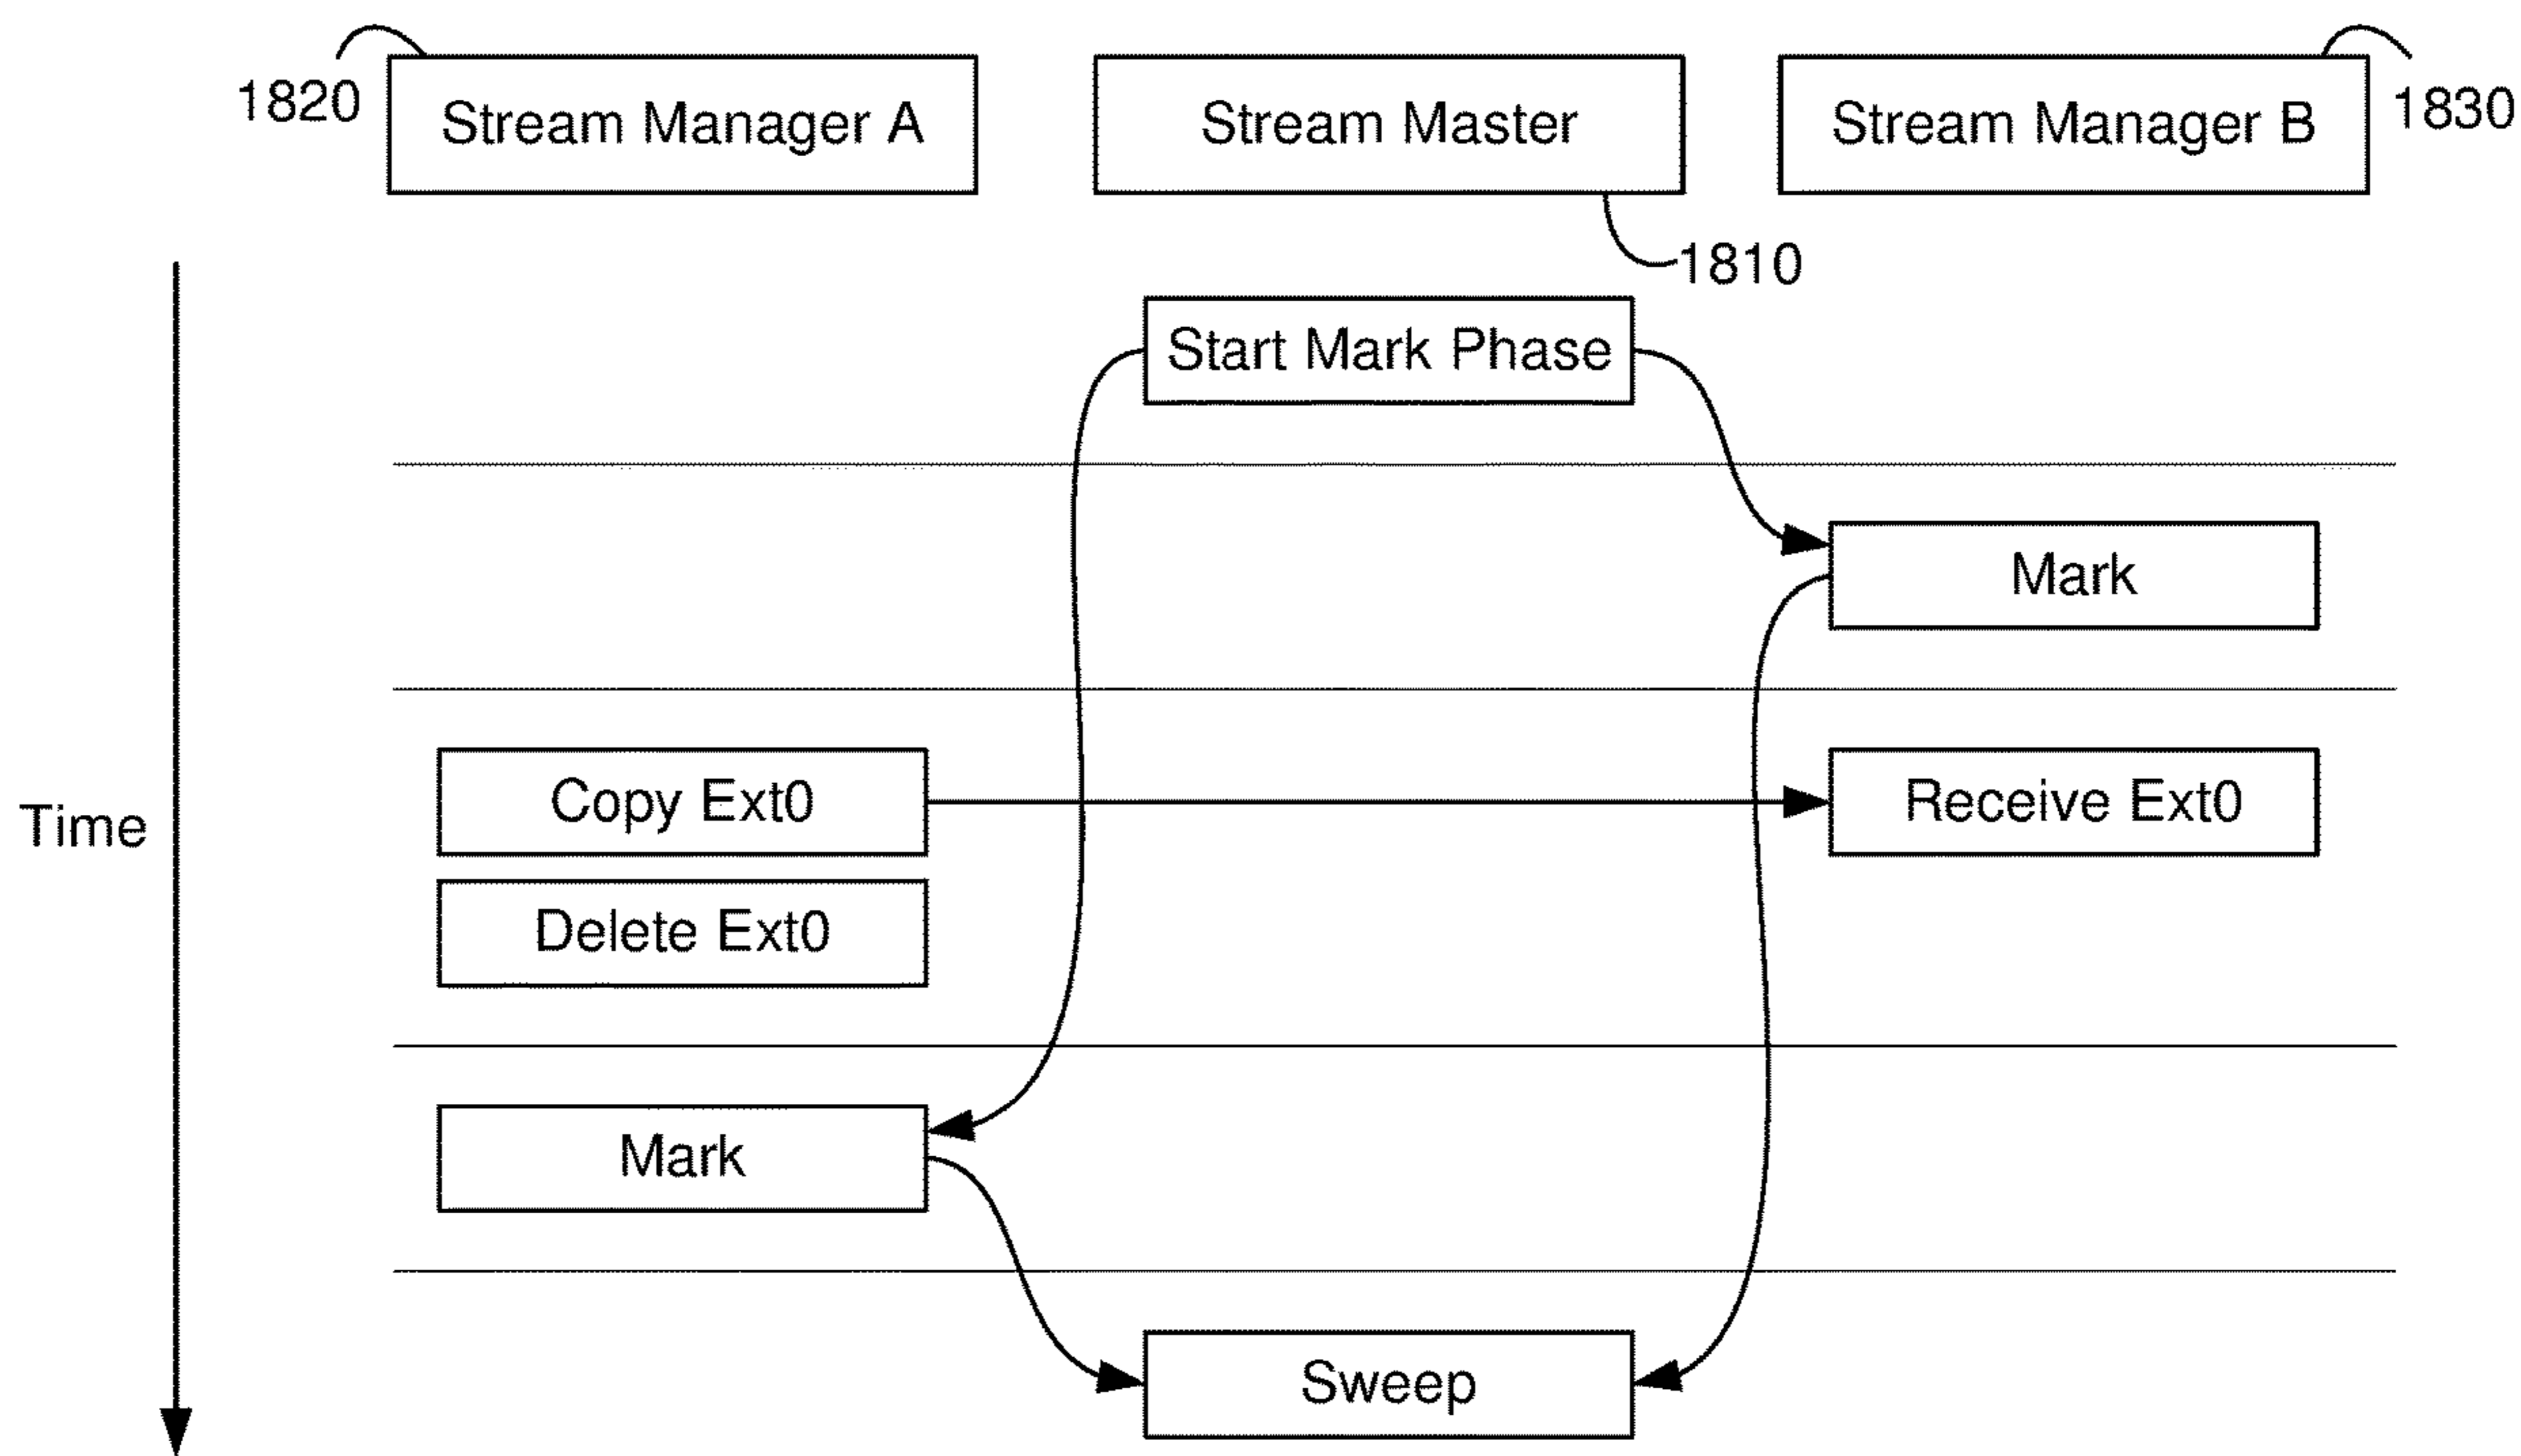 1820
Stream Manager A
Stream Master
Stream Manager B
1830
1810
Start Mark Phase
Mark
Copy Ext0
Receive Ext0
Time
Delete Ext0
Mark
Sweep